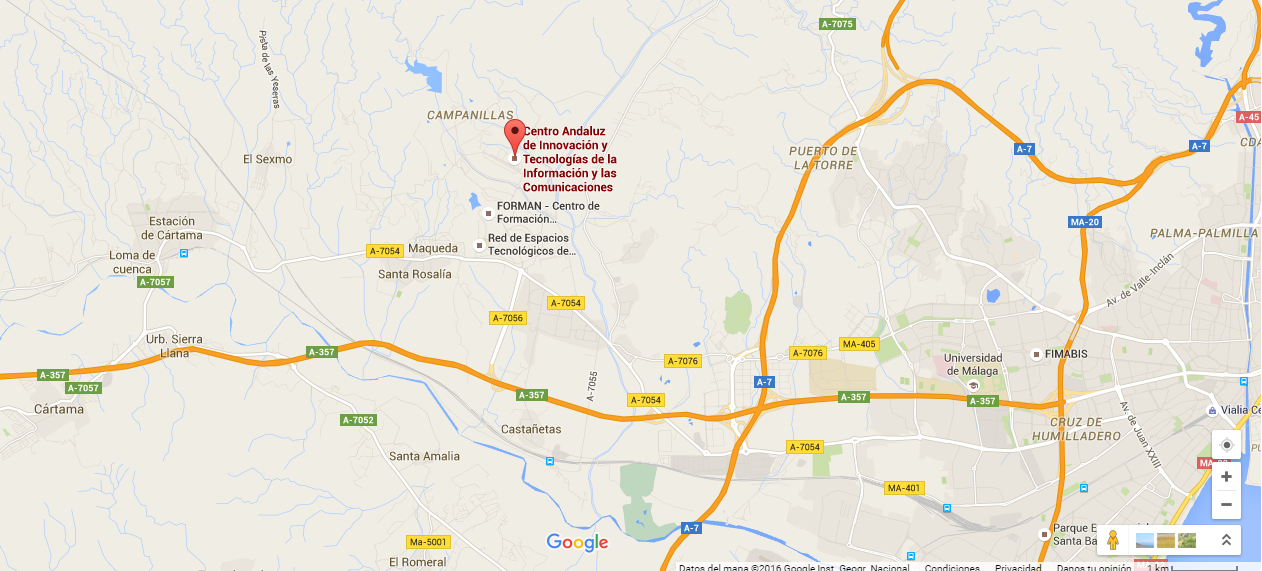 A-7075
Pista de las Yeseras
CAMPANILLAS
A-45
Centro Andaluz
de Innovación y
Tecnologías de la
Información y las
Comunicaciones
A-7
A-7
PUERTO DE
LA TORRE
El Sexmo
FORMAN - Centro de
Formación...
MA-20
Estación
de Cártama
PALMA-PALMILLA
Red de Espacios
Tecnológicos de...
A-7054
Maqueda
Loma de
cuenca
Santa Rosalía
Av. de Valle-Inclán
A-7057
A-7054
A-7056
Urb. Sierra
Llana
MA-405
A-357
A-7076
A-7076
FIMABIS
Universidad
de Málaga
A-357
A-7057
A-7055
A-7
A-357
A-7054
A-357
A-357
Cártama
Vialia Ce
A-7052
Av. de Juan XXIII
CRUZ DE
HUMILLADERO
Castañetas
A-7054
Santa Amalia
MA-401
A-7
Parque E
Santa Ba
Ma-5001
Google
El Romeral
Datos del mapa ©2016 Google Inst. Geogr. Nacional
Condiciones
Privacidad
Danos tu opinión
1 km